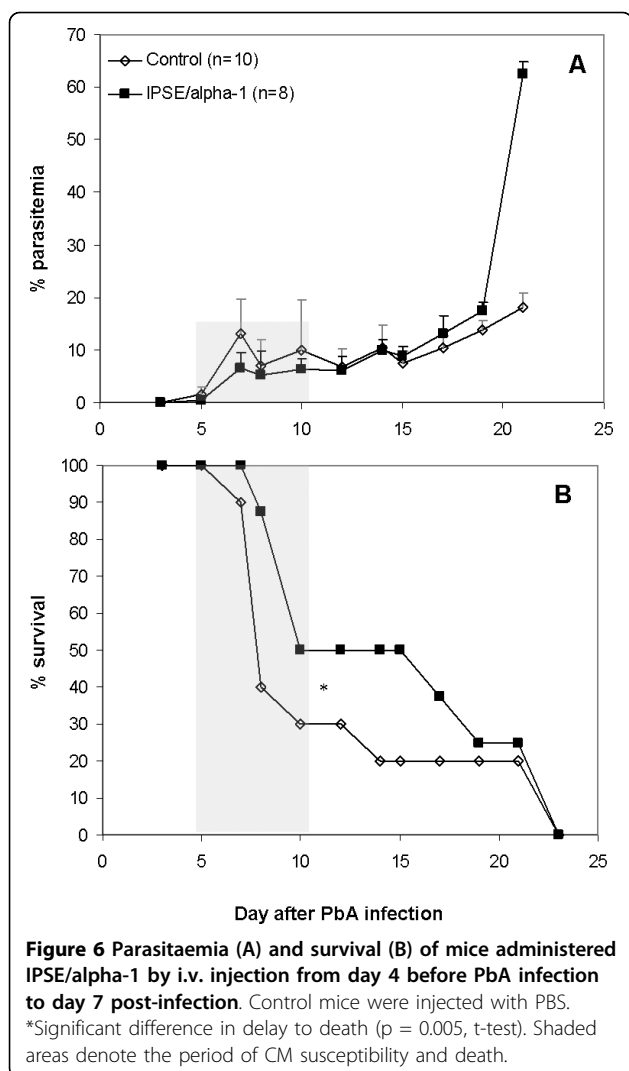 70
60
50
40
30
20
10
0
Control (n=10)
IPSE/alpha-1 (n=8)
A
% parasitemia
0 5 10 15 20 25
100
90
80
70
60
50
40
30
20
10
0
B
*
% survival
0 5 10 15 20 25
Day after PbA infection
Figure 6 Parasitaemia (A) and survival (B) of mice administered
IPSE/alpha-1 by i.v. injection from day 4 before PbA infection
to day 7 post-infection. Control mice were injected with PBS.
*Significant difference in delay to death (p = 0.005, t-test). Shaded
areas denote the period of CM susceptibility and death.